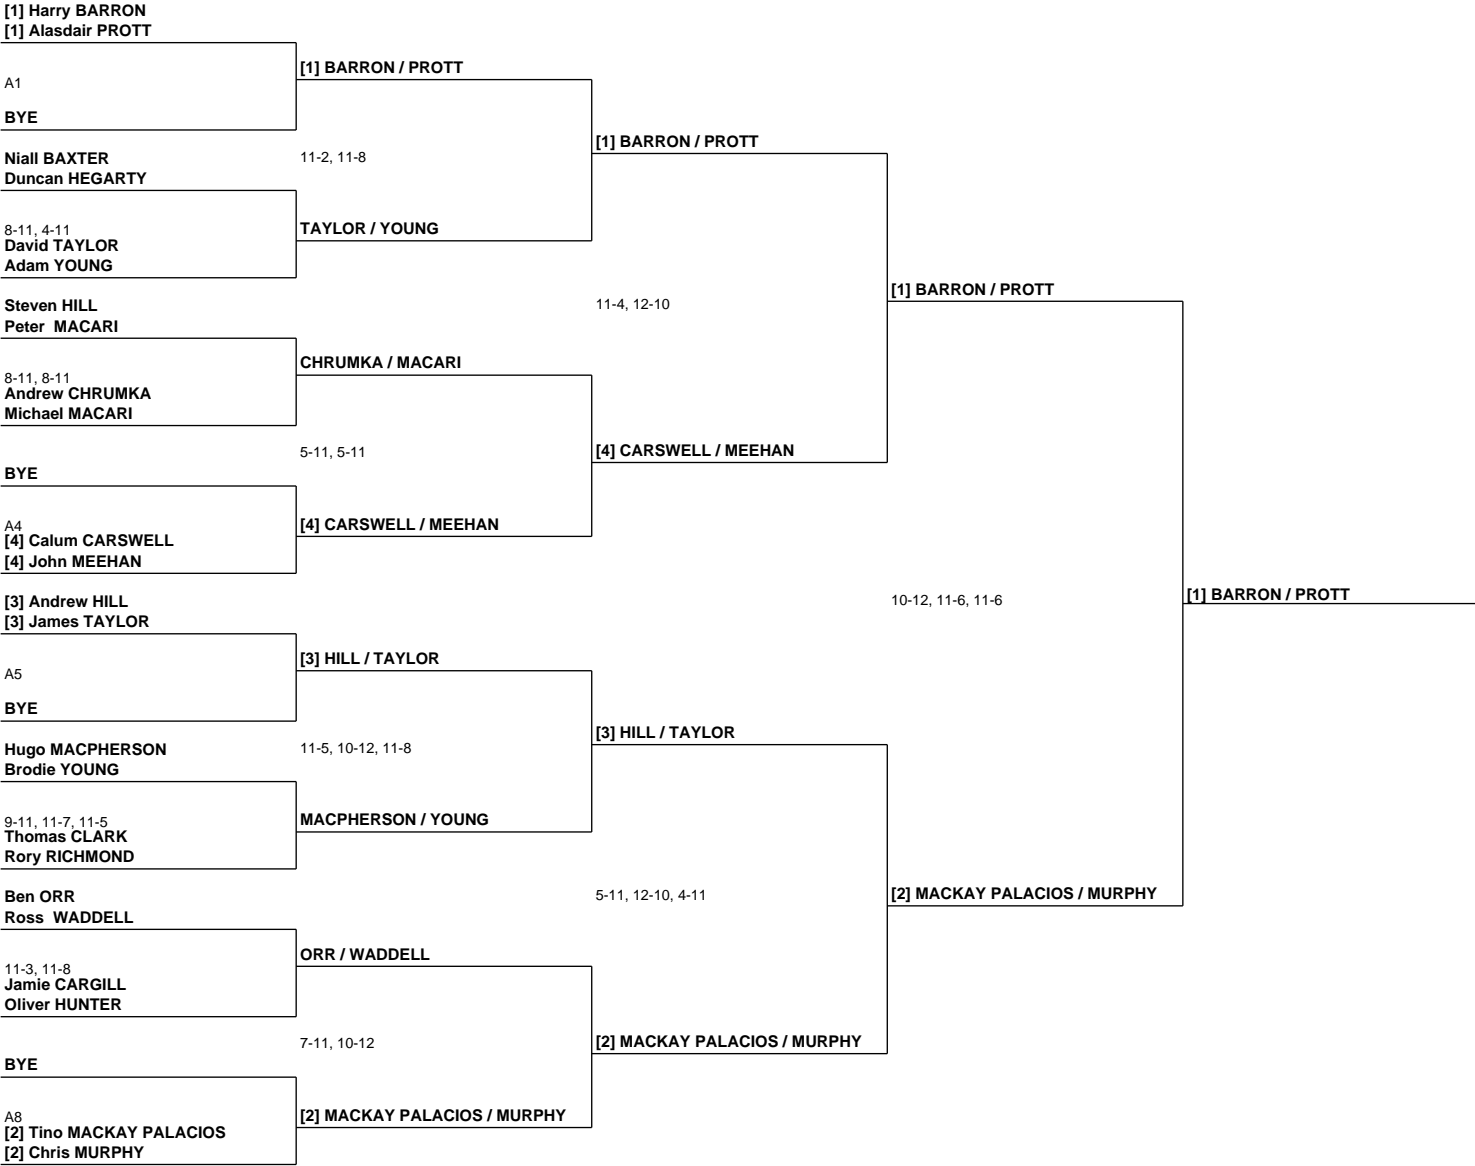 [1] Harry BARRON
[1] Alasdair PROTT
[1] BARRON / PROTT
A1
BYE
[1] BARRON / PROTT
Niall BAXTER
11-2, 11-8
Duncan HEGARTY
TAYLOR / YOUNG
8-11, 4-11
David TAYLOR
Adam YOUNG
[1] BARRON / PROTT
Steven HILL
11-4, 12-10
Peter MACARI
CHRUMKA / MACARI
8-11, 8-11
Andrew CHRUMKA
Michael MACARI
5-11, 5-11
[4] CARSWELL / MEEHAN
BYE
A4
[4] CARSWELL / MEEHAN
[4] Calum CARSWELL
[4] John MEEHAN
[3] Andrew HILL
10-12, 11-6, 11-6
[1] BARRON / PROTT
[3] James TAYLOR
[3] HILL / TAYLOR
A5
BYE
[3] HILL / TAYLOR
Hugo MACPHERSON
11-5, 10-12, 11-8
Brodie YOUNG
MACPHERSON / YOUNG
9-11, 11-7, 11-5
Thomas CLARK
Rory RICHMOND
Ben ORR
5-11, 12-10, 4-11
[2] MACKAY PALACIOS / MURPHY
Ross WADDELL
ORR / WADDELL
11-3, 11-8
Jamie CARGILL
Oliver HUNTER
7-11, 10-12
[2] MACKAY PALACIOS / MURPHY
BYE
A8
[2] MACKAY PALACIOS / MURPHY
[2] Tino MACKAY PALACIOS
[2] Chris MURPHY